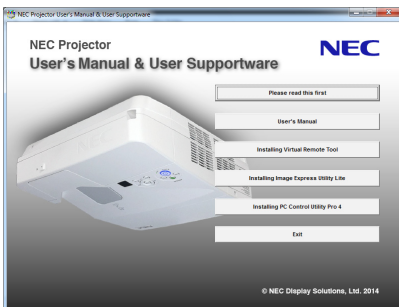 NEC Projector User's Manual & User Supportware
NEC Projector
NEC
User's Manual & User Supportware
Please read this first
User's Manual
Installing Virtual Remote Tool
Installing Image Express Utility Lite
Installing PC Control Utility Pro 4
Exit
© NEC Display Solutions, Ltd. 2014